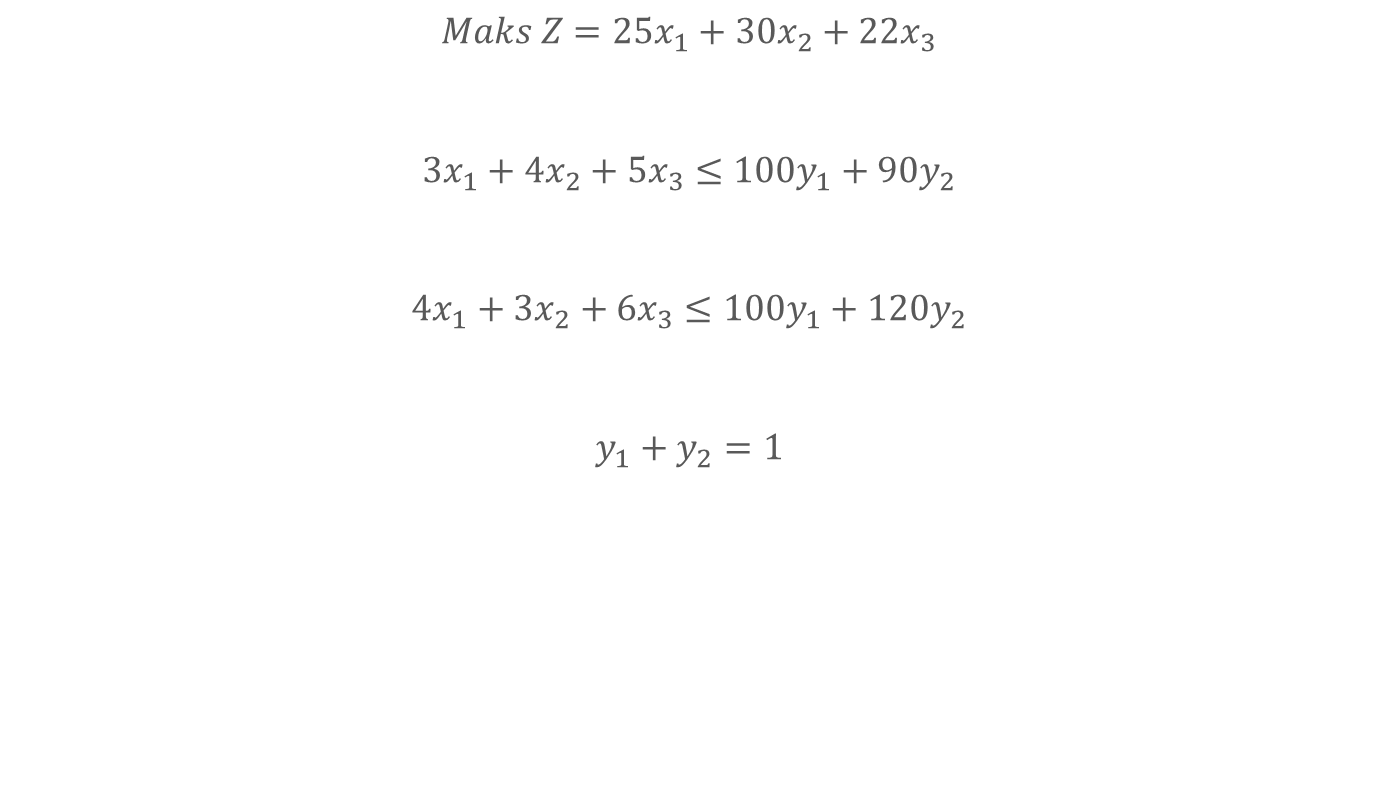 Maks Z = 25x₁ + 30x₂ + 22x₃
3x₁ + 4x₂ + 5x₃ ≤ 100y₁ + 90y₂
4x₁ + 3x₂ + 6x₃ ≤ 100y₁ + 120y₂
y₁ + y₂ = 1